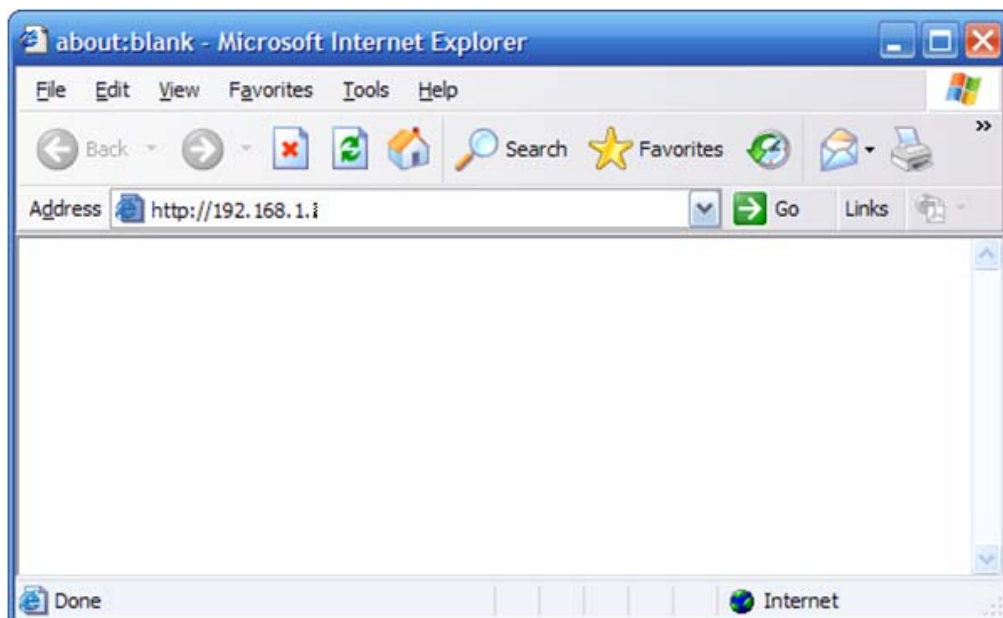 about:blank - Microsoft Internet Explorer
File Edit View Favorites Tools Help
Back Search Favorites »
Address http://192.168.1.1 Go Links
Done Internet